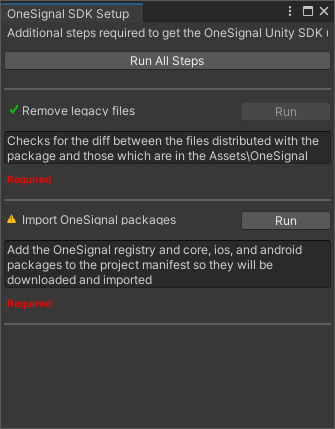 OneSignal SDK Setup
Additional steps required to get the OneSignal Unity SDK
Run All Steps
Remove legacy files
Run
Checks for the diff between the files distributed with the
package and those which are in the Assets\OneSignal
Required
Import OneSignal packages
Run
Add the OneSignal registry and core, ios, and android
packages to the project manifest so they will be
downloaded and imported
Required